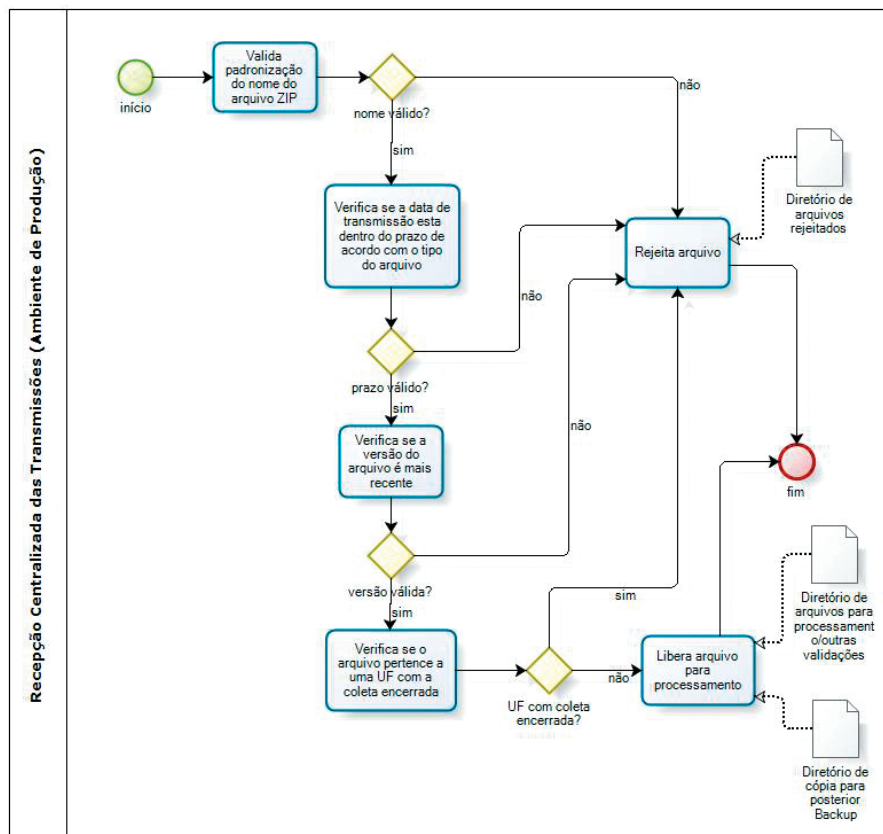 Recepção Centralizada das Transmissões (Ambiente de Produção)
início
Valida
padronização
do nome do
arquivo ZIP
nome válido?
não
sim
Verifica se a data de
transmissão esta
dentro do prazo de
acordo com o tipo
do arquivo
Diretório de
arquivos
rejeitados
Rejeita arquivo
não
prazo válido?
sim
não
Verifica se a
versão do
arquivo é mais
recente
fim
versão válida?
sim
sim
Verifica se o
arquivo pertence a
uma UF com a
coleta encerrada
UF com coleta
encerrada?
não
Libera arquivo
para
processamento
Diretório de
arquivos para
processament
o/outras
validações
Diretório de
cópia para
posterior
Backup